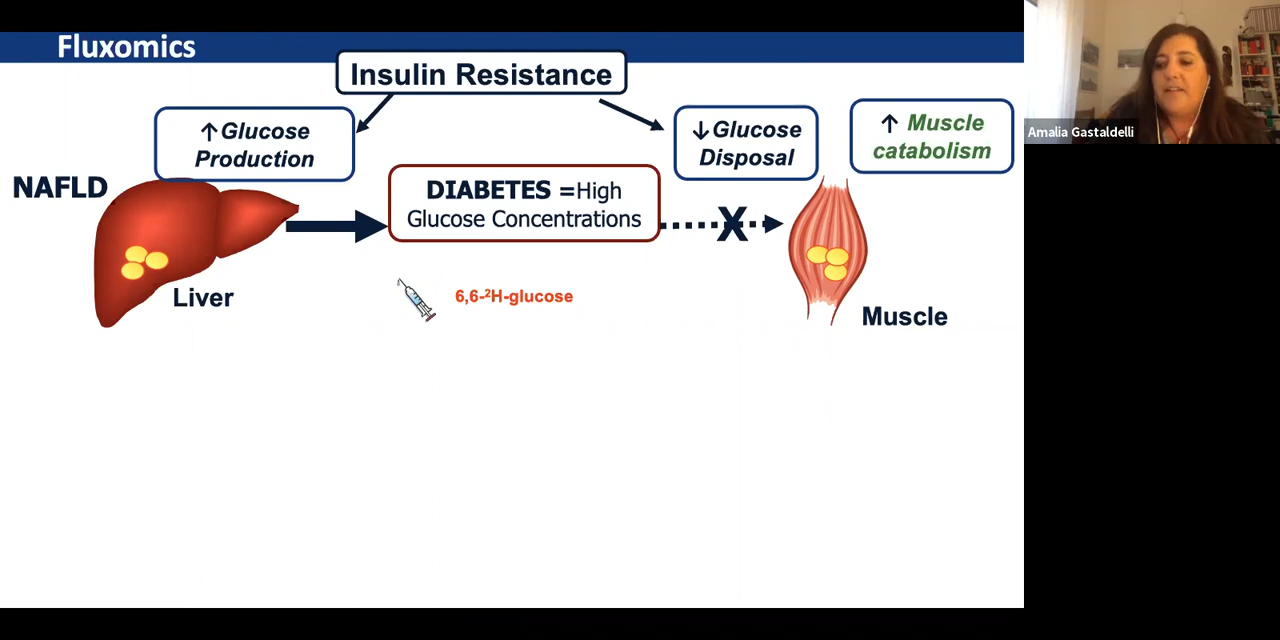 Fluxomics
Insulin Resistance
↑Glucose
Production
↓Glucose
Disposal
↑ Muscle
catabolism
Amalia Gastaldelli
NAFLD
DIABETES =High
Glucose Concentrations
X
Liver
6,6-²H-glucose
Muscle